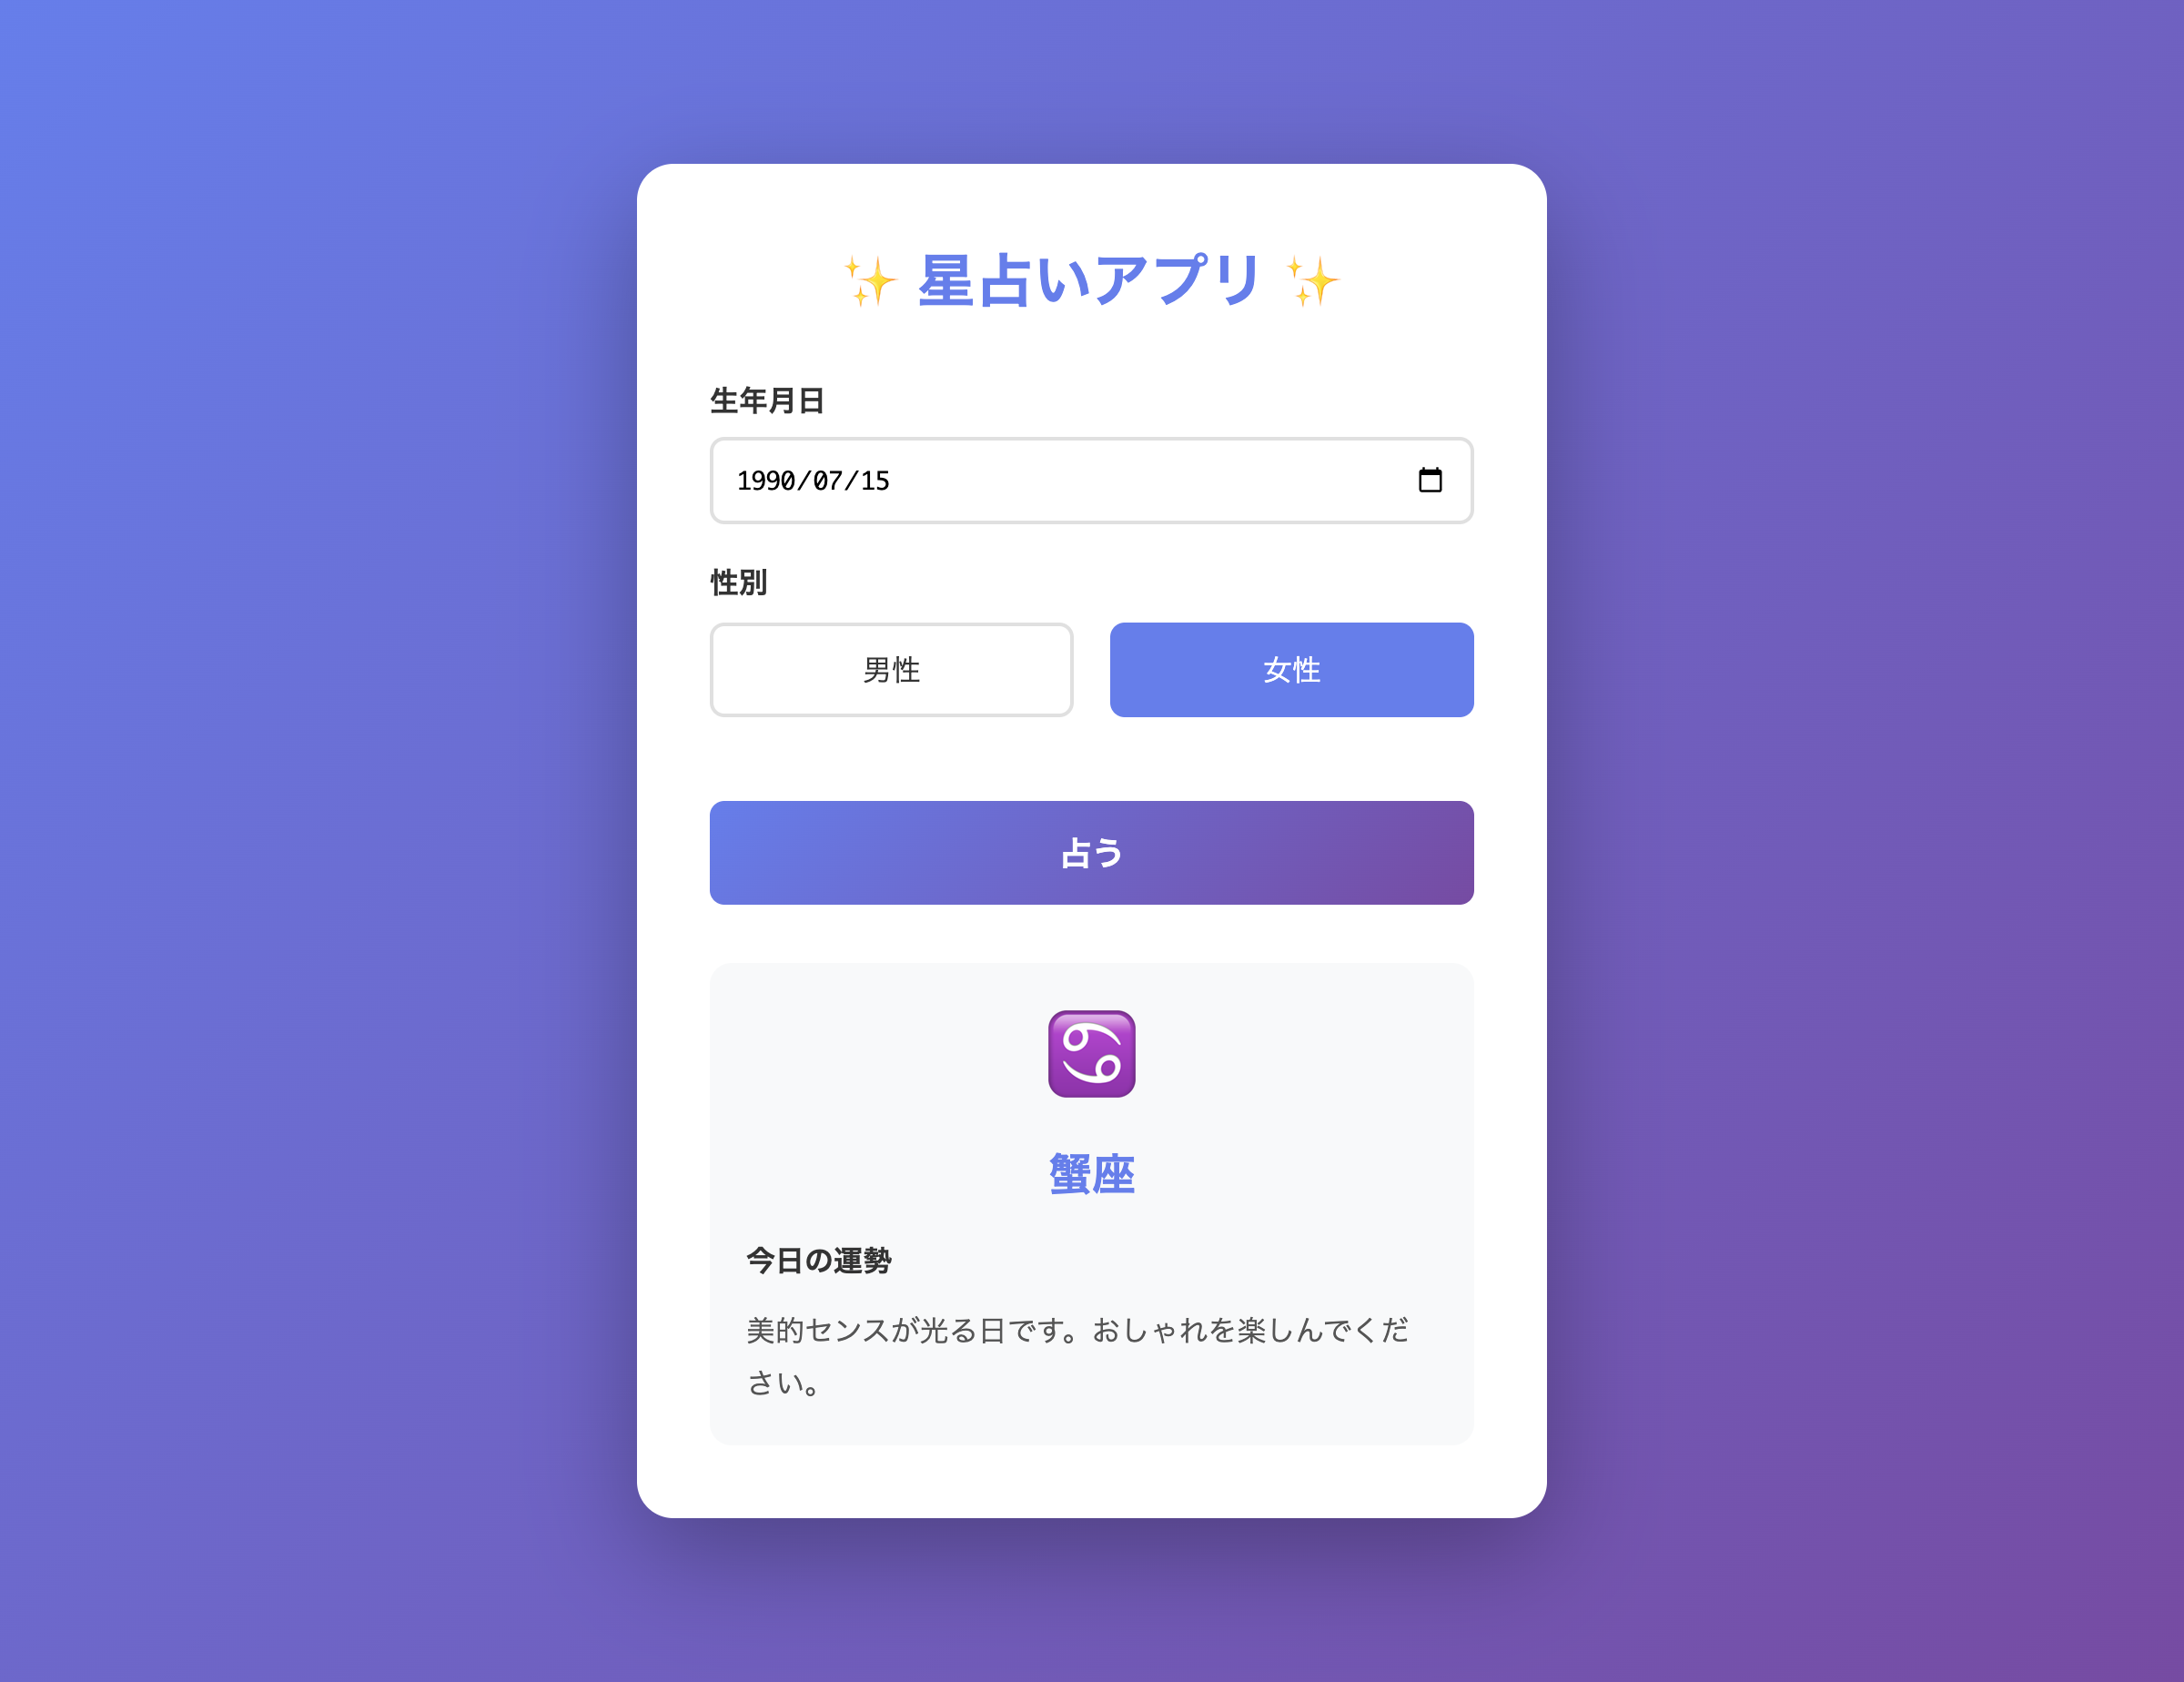 ✨ 星占いアプリ ✨
生年月日
1990/07/15
性別
男性 女性
占う
♋
蟹座
今日の運勢
美的センスが光る日です。おしゃれを楽しんでくだ
さい。